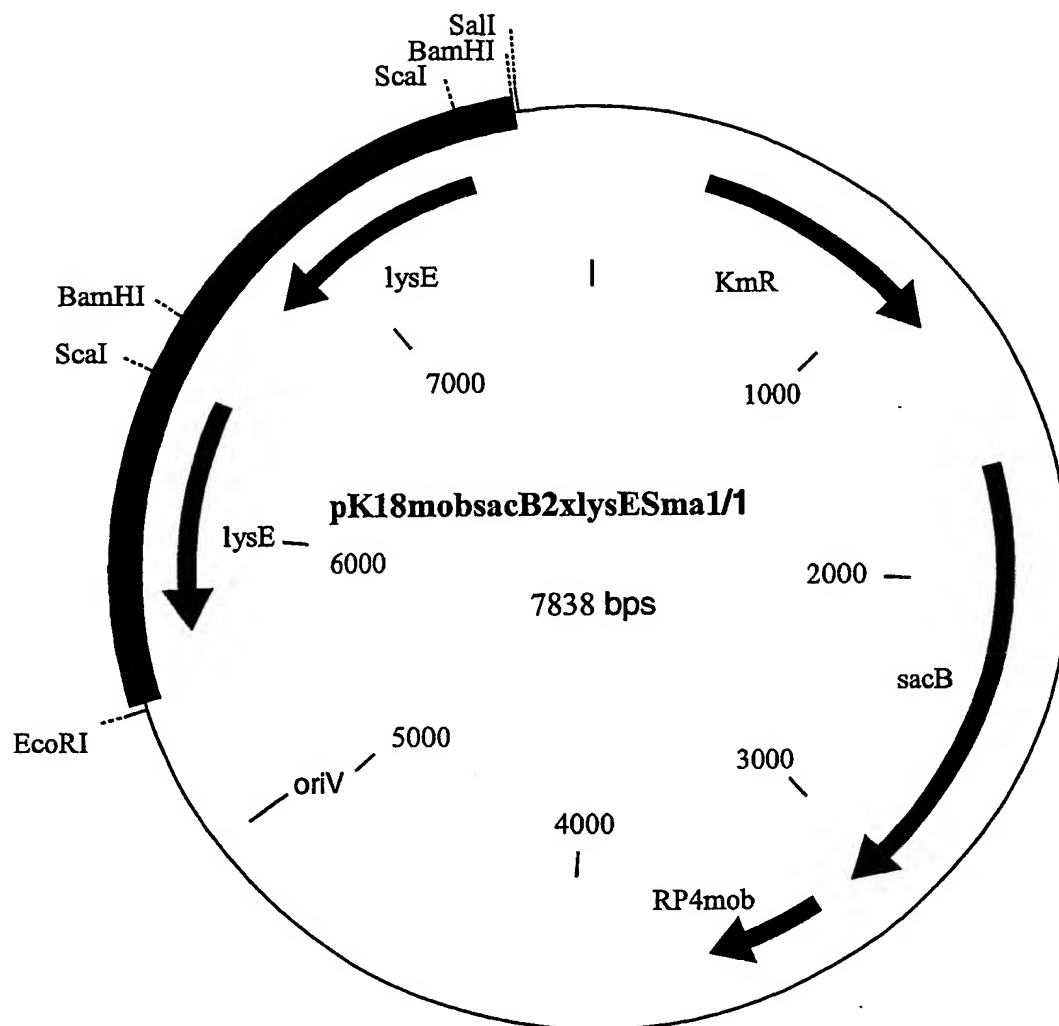 SalI
BamHI
ScaI
lysE
KmR
BamHI
ScaI
7000
1000
pK18mobsacB2xlysESma1/1
lysE
6000
2000
7838 bps
sacB
EcoRI
5000
3000
oriV
4000
RP4mob